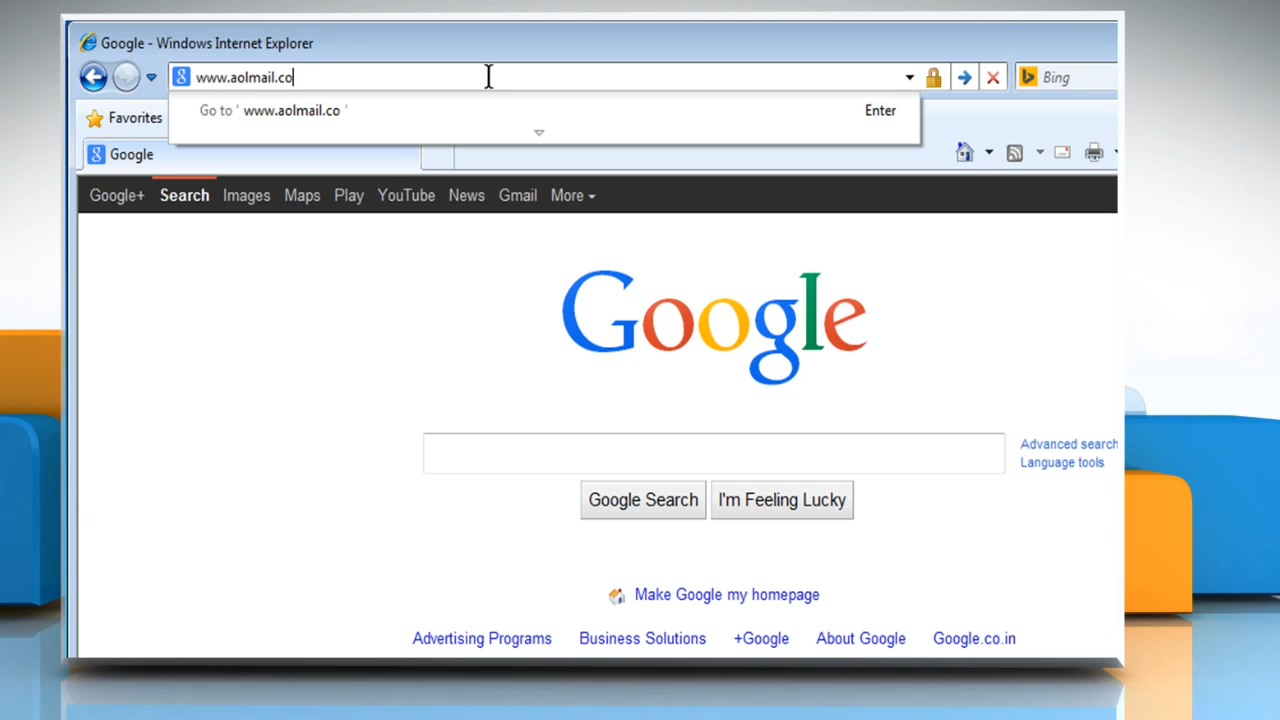 Google - Windows Internet Explorer
www.aolmail.co
Bing
Go to ' www.aolmail.co ' Enter
Favorites
Google
Google+ Search Images Maps Play YouTube News Gmail More
Google
Advanced search
Language tools
Google Search I'm Feeling Lucky
Make Google my homepage
Advertising Programs Business Solutions +Google About Google Google.co.in